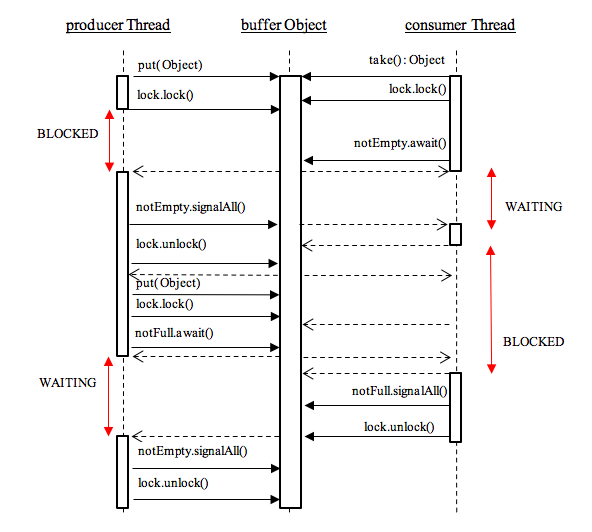 producer Thread buffer Object consumer Thread
put(Object) take(): Object
lock.lock() lock.lock()
BLOCKED
notEmpty.await()
notEmpty.signalAll() WAITING
lock.unlock()
put(Object)
lock.lock()
notFull.await() BLOCKED
WAITING
notFull.signalAll()
lock.unlock()
notEmpty.signalAll()
lock.unlock()